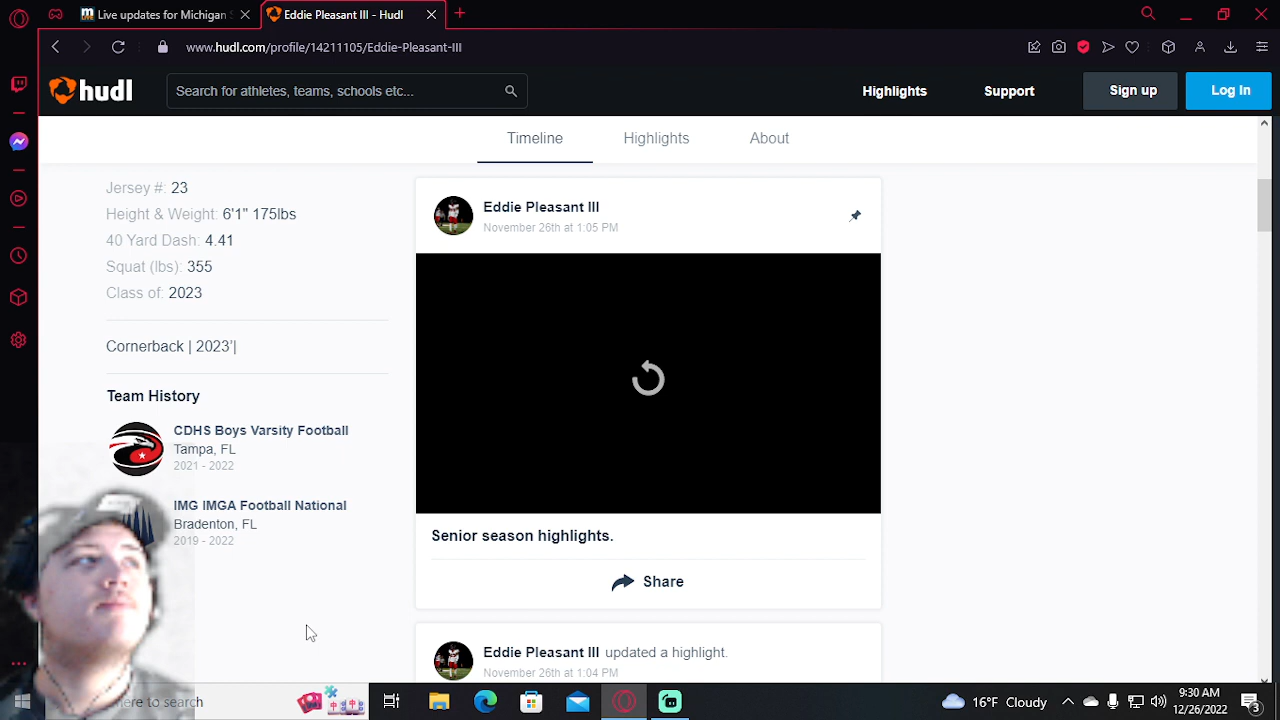 Live updates for Michigan S
Eddie Pleasant III - Hudl
www.hudl.com/profile/14211105/Eddie-Pleasant-III
hudl
Search for athletes, teams, schools etc...
Highlights
Support
Sign up
Log In
Timeline
Highlights
About
Jersey #: 23
Height & Weight: 6'1" 175lbs
40 Yard Dash: 4.41
Squat (lbs): 355
Class of: 2023
Cornerback | 2023'|
Team History
CDHS Boys Varsity Football
Tampa, FL
2021 - 2022
IMG IMGA Football National
Bradenton, FL
2019 - 2022
Eddie Pleasant III
November 26th at 1:05 PM
Senior season highlights.
Share
Eddie Pleasant III updated a highlight.
November 26th at 1:04 PM
here to search
16°F Cloudy
9:30 AM
12/26/2022
3